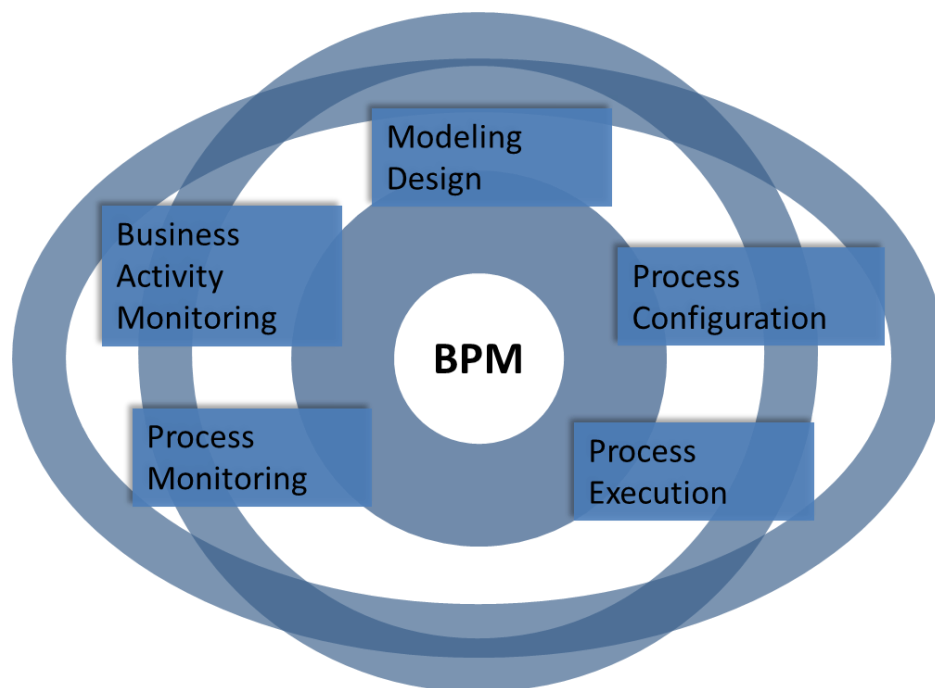 Modeling
Design
Business
Activity
Monitoring
Process
Configuration
BPM
Process
Monitoring
Process
Execution